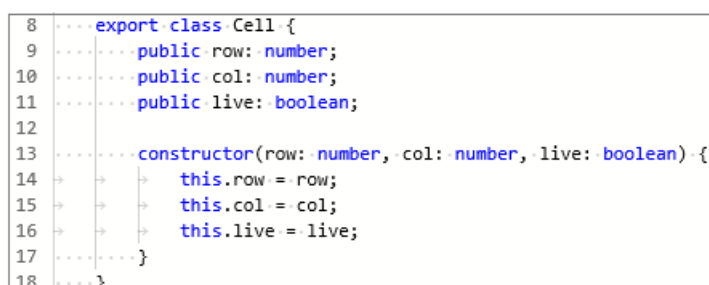 8 export class Cell {
9 public row: number;
10 public col: number;
11 public live: boolean;
12
13 constructor(row: number, col: number, live: boolean) {
14 this.row = row;
15 this.col = col;
16 this.live = live;
17 }
18 }